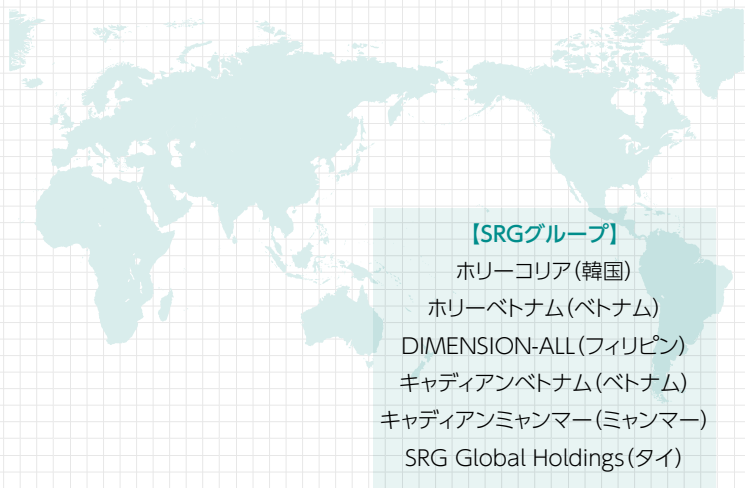 【SRGグループ】
ホリーコリア（韓国）
ホリーベトナム（ベトナム）
DIMENSION-ALL（フィリピン）
キャディアンベトナム（ベトナム）
キャディアンミャンマー（ミャンマー）
SRG Global Holdings（タイ）